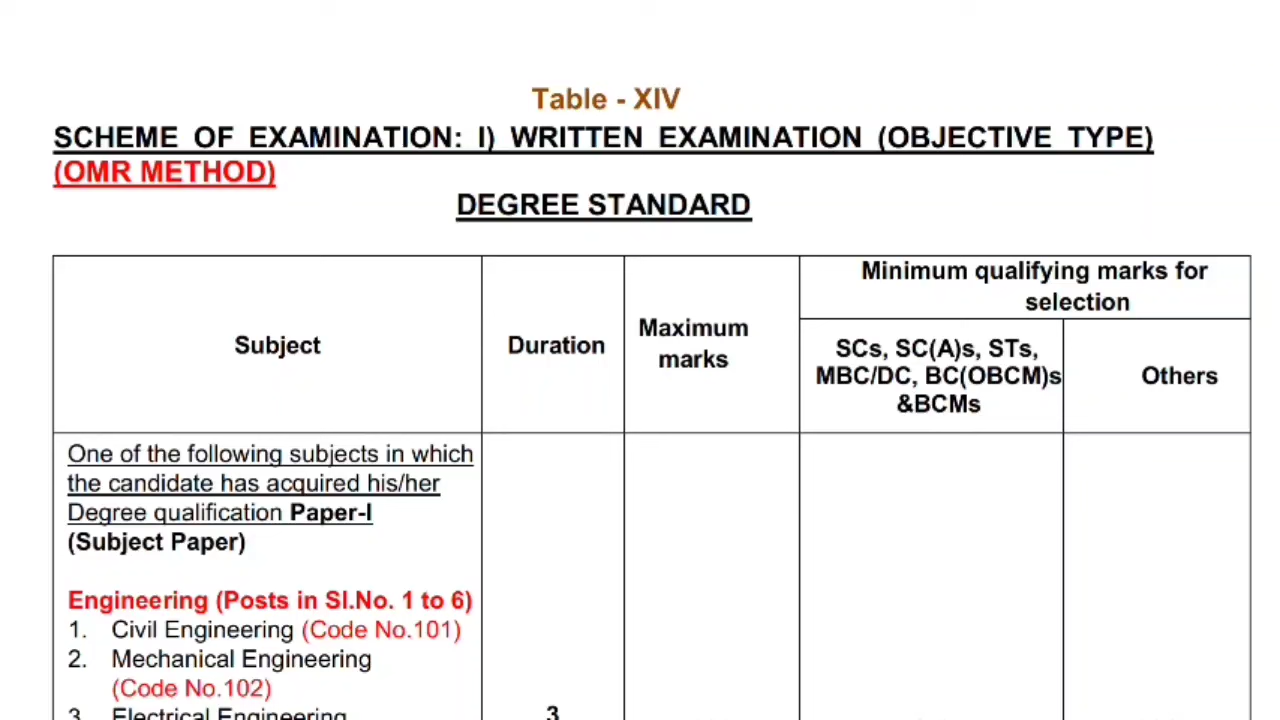 Table - XIV
SCHEME OF EXAMINATION: I) WRITTEN EXAMINATION (OBJECTIVE TYPE)
(OMR METHOD)
DEGREE STANDARD
Subject
Duration
Maximum
marks
Minimum qualifying marks for
selection
SCs, SC(A)s, STs,
MBC/DC, BC(OBCM)s
&BCMs
Others
One of the following subjects in which
the candidate has acquired his/her
Degree qualification Paper-I
(Subject Paper)
Engineering (Posts in Sl.No. 1 to 6)
1. Civil Engineering (Code No.101)
2. Mechanical Engineering
(Code No.102)
3. Electrical Engineering
3